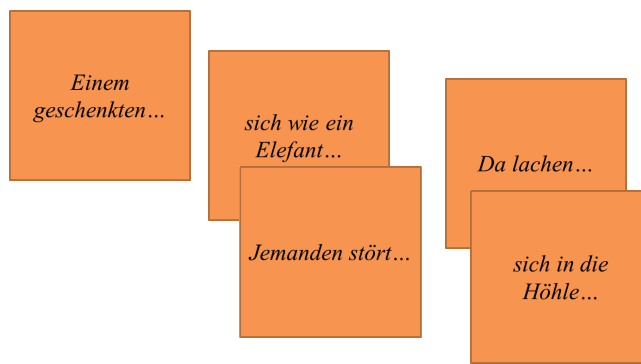 Einem
geschenkten…
sich wie ein
Elefant…
Jemanden stört…
Da lachen…
sich in die
Höhle…